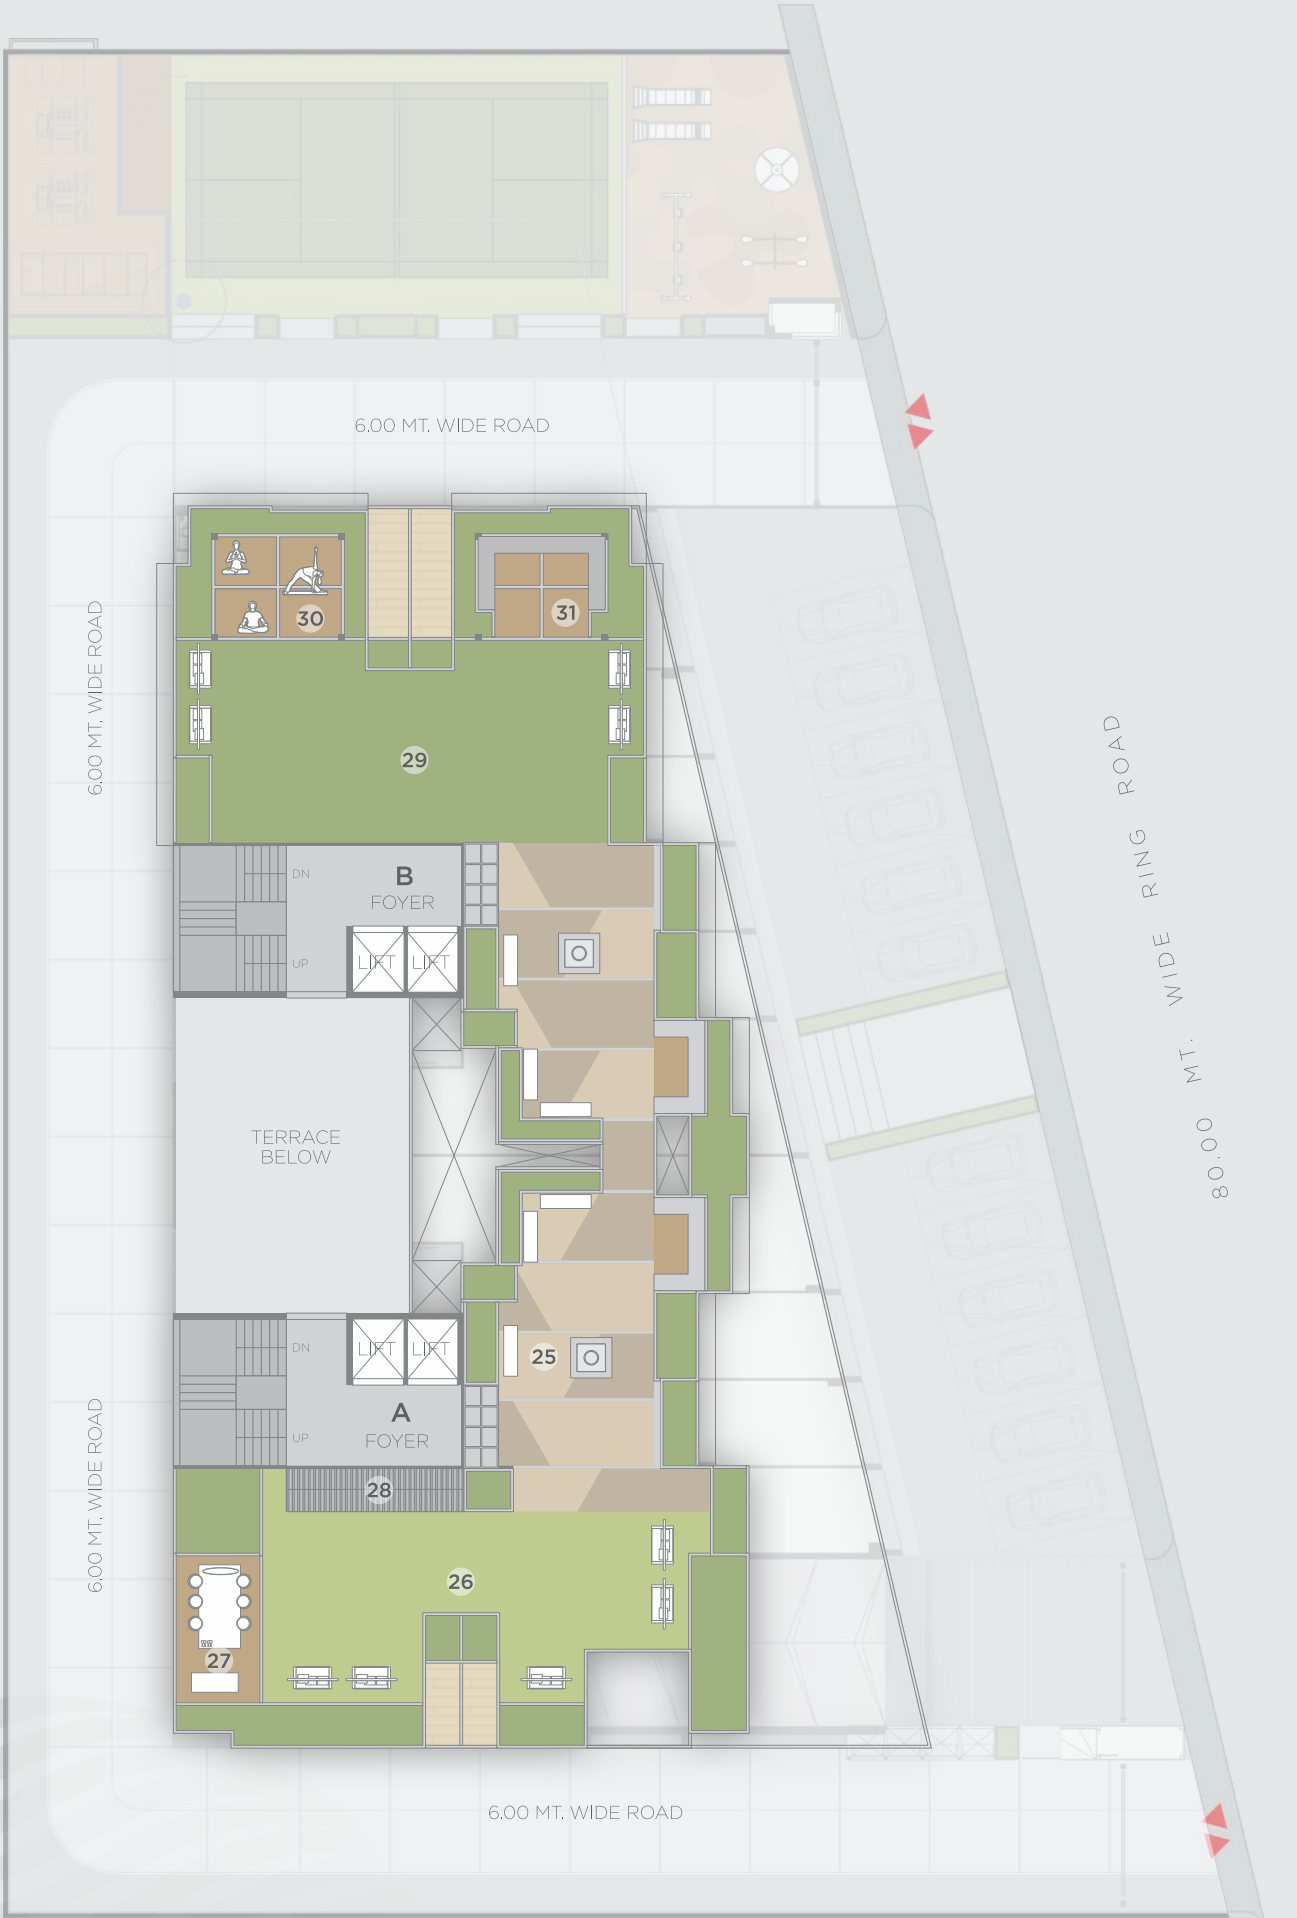 6.00 MT. WIDE ROAD
30
31
6.00 MT. WIDE ROAD
29
80.00 MT. WIDE RING ROAD
DN
B
FOYER
UP
LIFT
LIFT
TERRACE
BELOW
DN
LIFT
LIFT
25
A
FOYER
UP
6.00 MT. WIDE ROAD
28
26
27
6.00 MT. WIDE ROAD